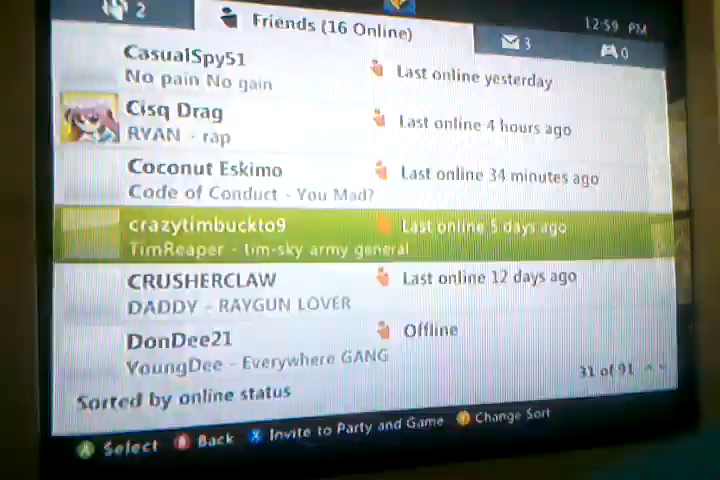 2
Friends (16 Online)
12:59 PM
3
0
CasualSpy51
No pain No gain
Last online yesterday
Cisq Drag
RYAN - rap
Last online 4 hours ago
Coconut Eskimo
Code of Conduct - You Mad?
Last online 34 minutes ago
crazytimbuckto9
TimReaper - tim-sky army general
Last online 5 days ago
CRUSHERCLAW
DADDY - RAYGUN LOVER
Last online 12 days ago
DonDee21
YoungDee - Everywhere GANG
Offline
31 of 91
Sorted by online status
A Select B Back X Invite to Party and Game Y Change Sort